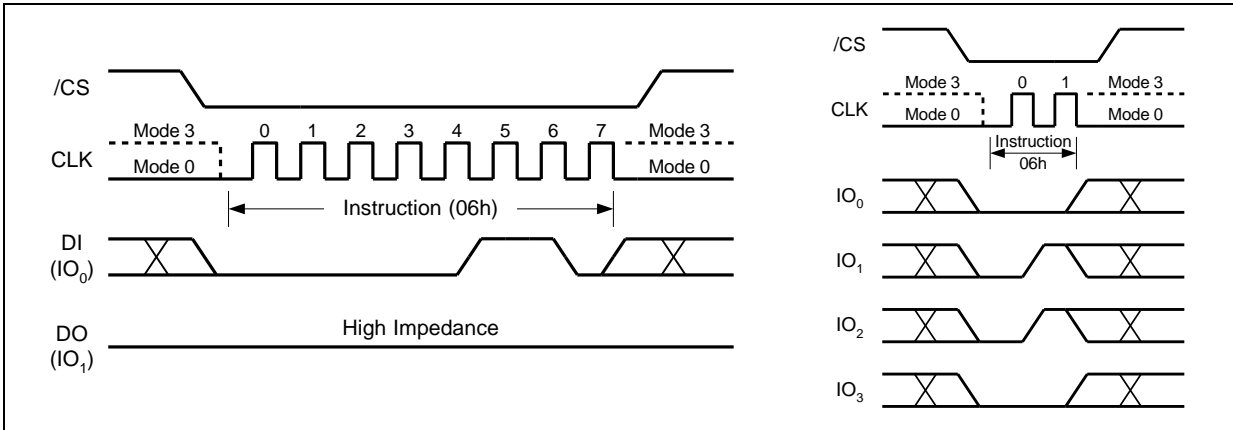 /CS
Mode 3 0 1 2 3 4 5 6 7 Mode 3
CLK
Mode 0 Mode 0
Instruction (06h)
DI
(IO0)
High Impedance
DO
(IO1)
/CS
Mode 3 0 1 Mode 3
CLK
Mode 0 Mode 0
Instruction
06h
IO0
IO1
IO2
IO3